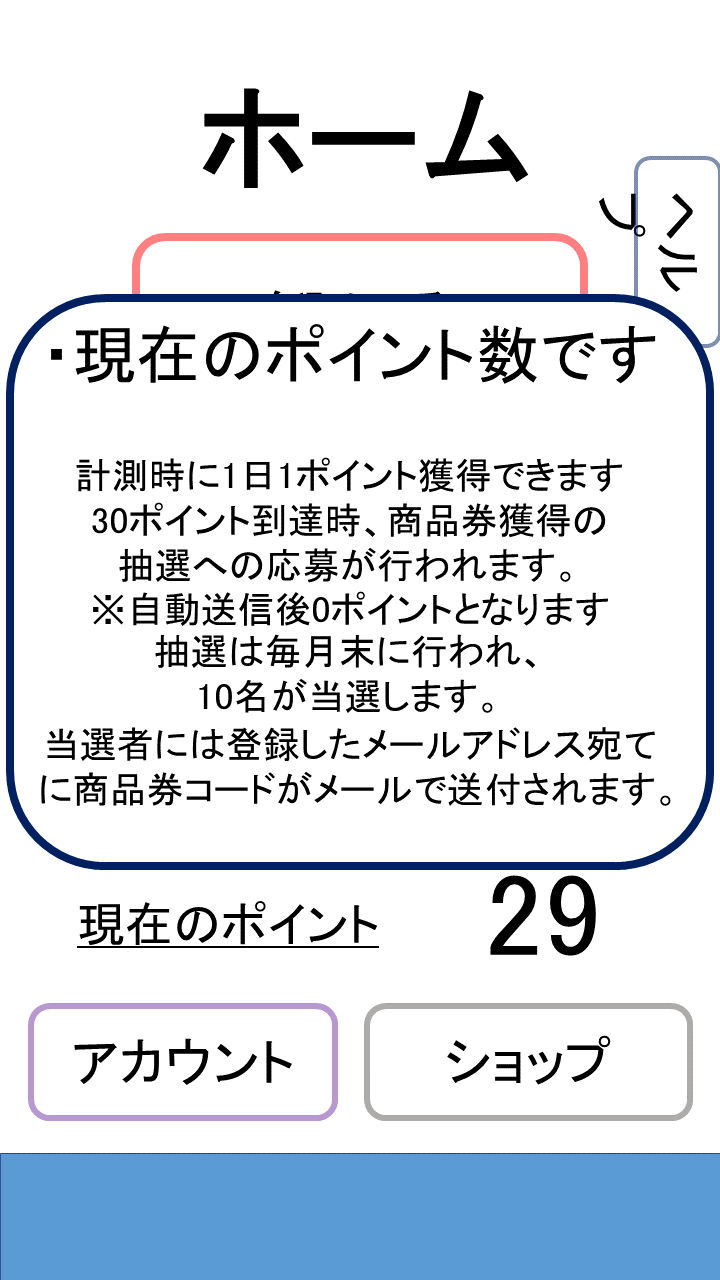 ホーム
ヘルプ
・現在のポイント数です
計測時に1日1ポイント獲得できます
30ポイント到達時、商品券獲得の
抽選への応募が行われます。
※自動送信後0ポイントとなります
抽選は毎月末に行われ、
10名が当選します。
当選者には登録したメールアドレス宛て
に商品券コードがメールで送付されます。
現在のポイント 29
アカウント ショップ